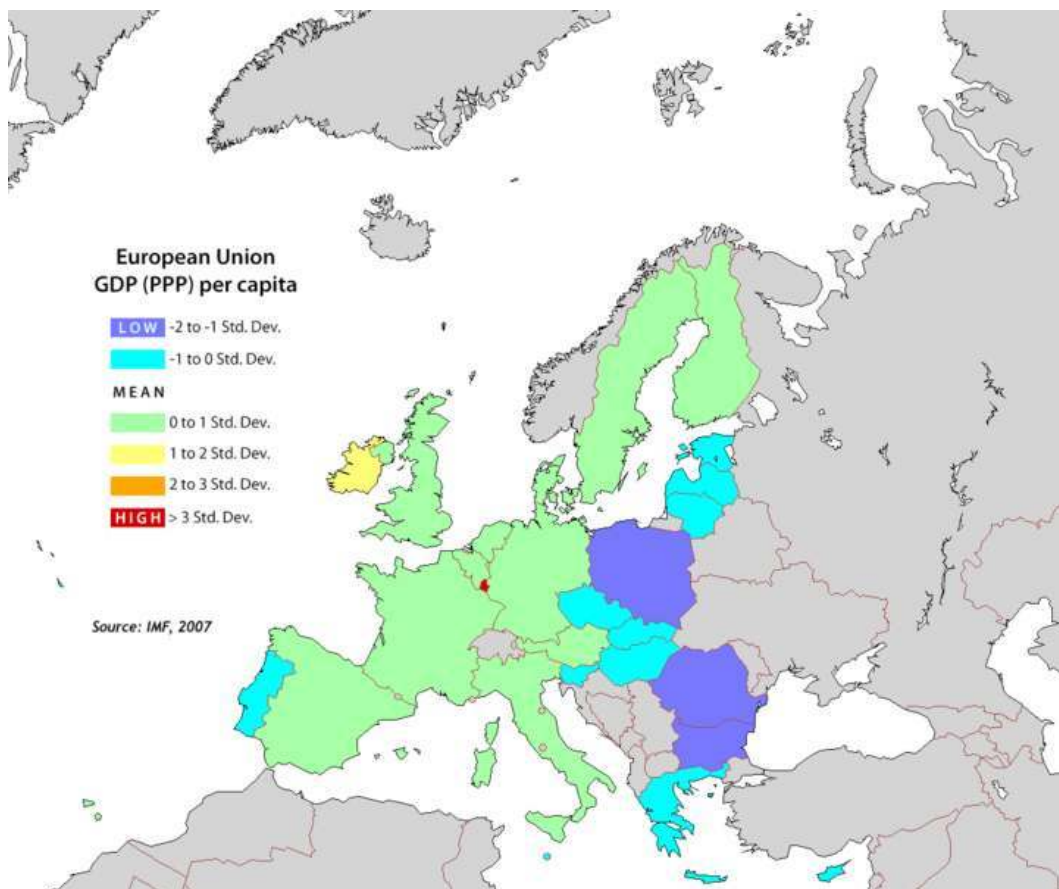 European Union
GDP (PPP) per capita
LOW -2 to -1 Std. Dev.
-1 to 0 Std. Dev.
MEAN
0 to 1 Std. Dev.
1 to 2 Std. Dev.
2 to 3 Std. Dev.
HIGH > 3 Std. Dev.
Source: IMF, 2007